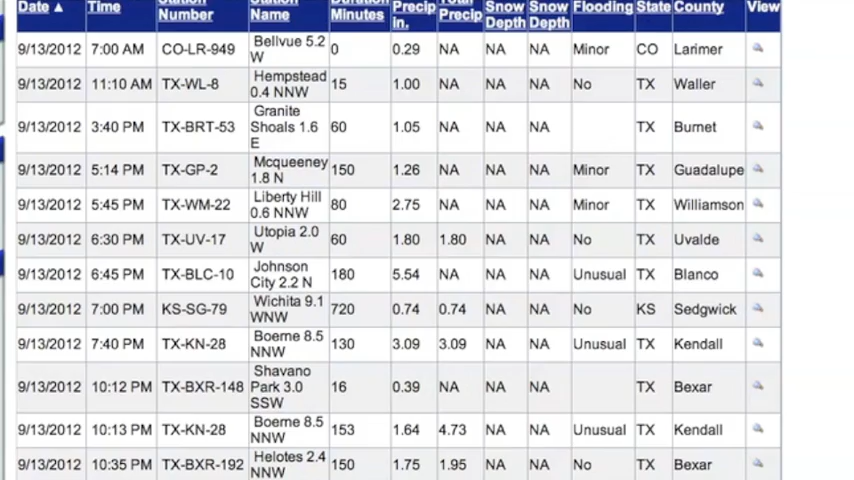 Date ▲ Time Station Number Station Name Duration Minutes Precip in. Total Precip Snow Depth Snow Depth Flooding State County View
9/13/2012 7:00 AM CO-LR-949 Bellvue 5.2 W 0 0.29 NA NA NA Minor CO Larimer
9/13/2012 11:10 AM TX-WL-8 Hempstead 0.4 NNW 15 1.00 NA NA NA No TX Waller
9/13/2012 3:40 PM TX-BRT-53 Granite Shoals 1.6 E 60 1.05 NA NA NA TX Burnet
9/13/2012 5:14 PM TX-GP-2 Mcqueeney 1.8 N 150 1.26 NA NA NA Minor TX Guadalupe
9/13/2012 5:45 PM TX-WM-22 Liberty Hill 0.6 NNW 80 2.75 NA NA NA Minor TX Williamson
9/13/2012 6:30 PM TX-UV-17 Utopia 2.0 W 60 1.80 1.80 NA NA No TX Uvalde
9/13/2012 6:45 PM TX-BLC-10 Johnson City 2.2 N 180 5.54 NA NA NA Unusual TX Blanco
9/13/2012 7:00 PM KS-SG-79 Wichita 9.1 WNW 720 0.74 0.74 NA NA No KS Sedgwick
9/13/2012 7:40 PM TX-KN-28 Boerne 8.5 NNW 130 3.09 3.09 NA NA Unusual TX Kendall
9/13/2012 10:12 PM TX-BXR-148 Shavano Park 3.0 SSW 16 0.39 NA NA NA TX Bexar
9/13/2012 10:13 PM TX-KN-28 Boerne 8.5 NNW 153 1.64 4.73 NA NA Unusual TX Kendall
9/13/2012 10:35 PM TX-BXR-192 Helotes 2.4 NNW 150 1.75 1.95 NA NA No TX Bexar